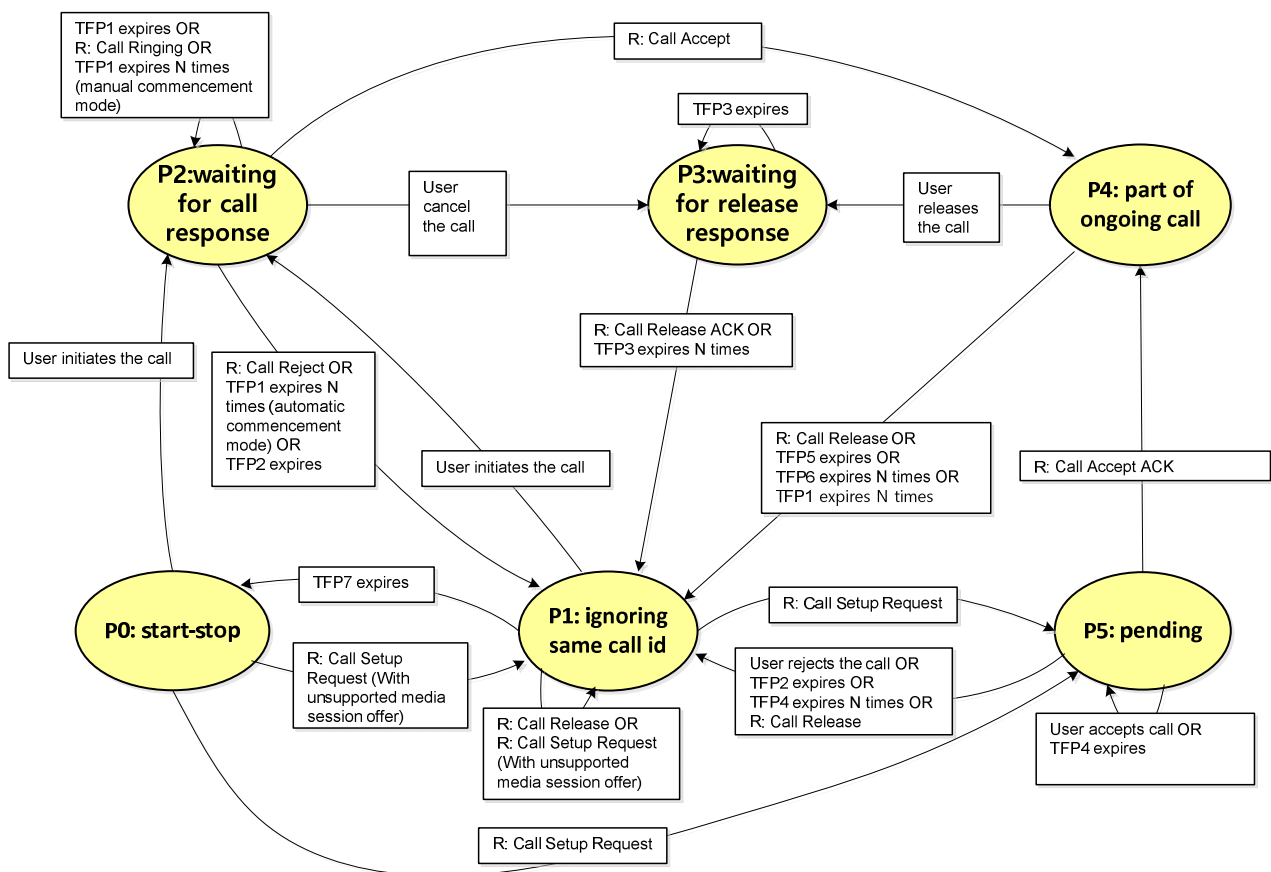 TFP1 expires OR
R: Call Ringing OR
TFP1 expires N times
(manual commencement
mode)
R: Call Accept
TFP3 expires
P2:waiting
for call
response
User
cancel
the call
P3:waiting
for release
response
User
releases
the call
P4: part of
ongoing call
User initiates the call
R: Call Reject OR
TFP1 expires N
times (automatic
commencement
mode) OR
TFP2 expires
R: Call Release ACK OR
TFP3 expires N times
User initiates the call
R: Call Release OR
TFP5 expires OR
TFP6 expires N times OR
TFP1 expires N times
R: Call Accept ACK
P0: start-stop
TFP7 expires
P1: ignoring
same call id
R: Call Setup Request
P5: pending
R: Call Setup
Request (With
unsupported media
session offer)
R: Call Release OR
R: Call Setup Request
(With unsupported
media session offer)
User rejects the call OR
TFP2 expires OR
TFP4 expires N times OR
R: Call Release
User accepts call OR
TFP4 expires
R: Call Setup Request